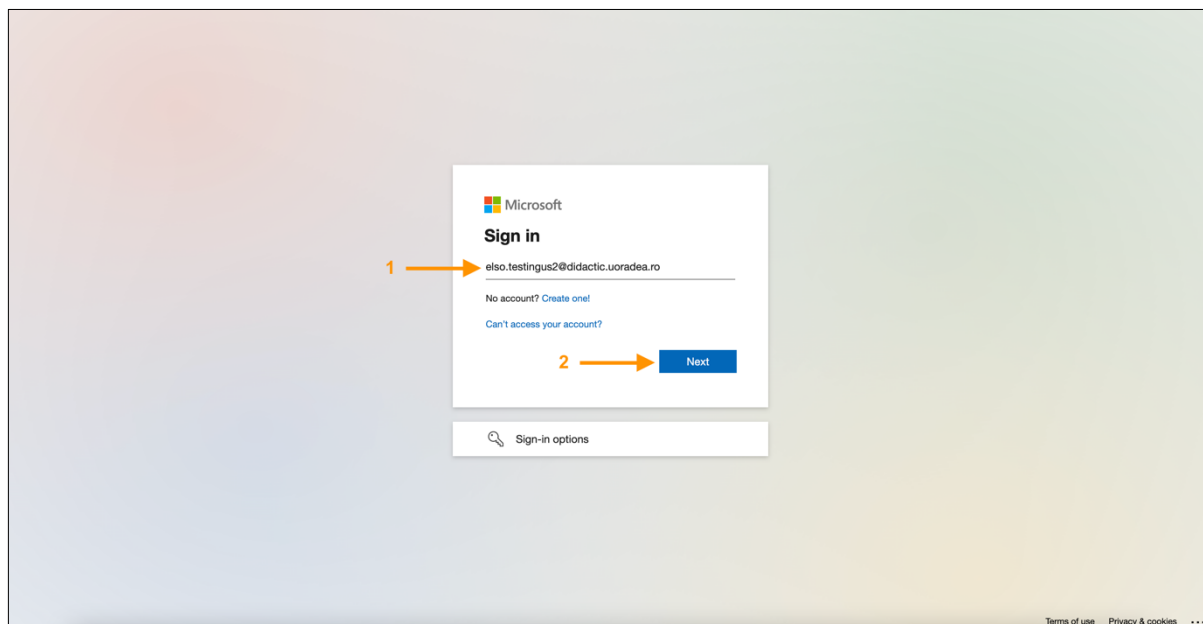 Microsoft
Sign in
1
elso.testingus2@didactic.uoradea.ro
No account? Create one!
Can't access your account?
2
Next
Sign-in options
Terms of use Privacy & cookies ...